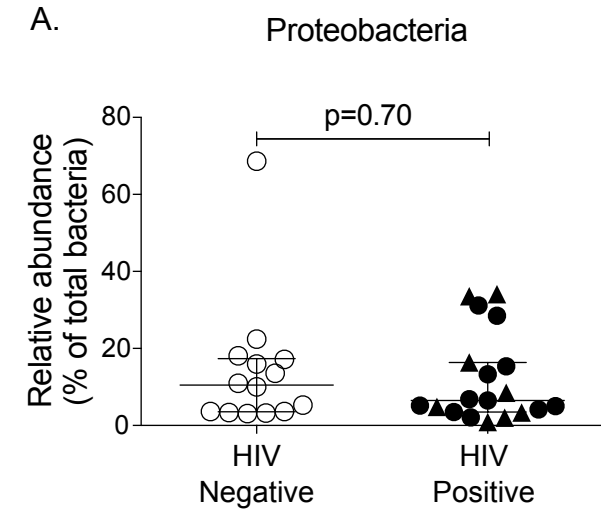 A.
Proteobacteria
p=0.70
Relative abundance
(% of total bacteria)
80
60
40
20
0
HIV
Negative
HIV
Positive